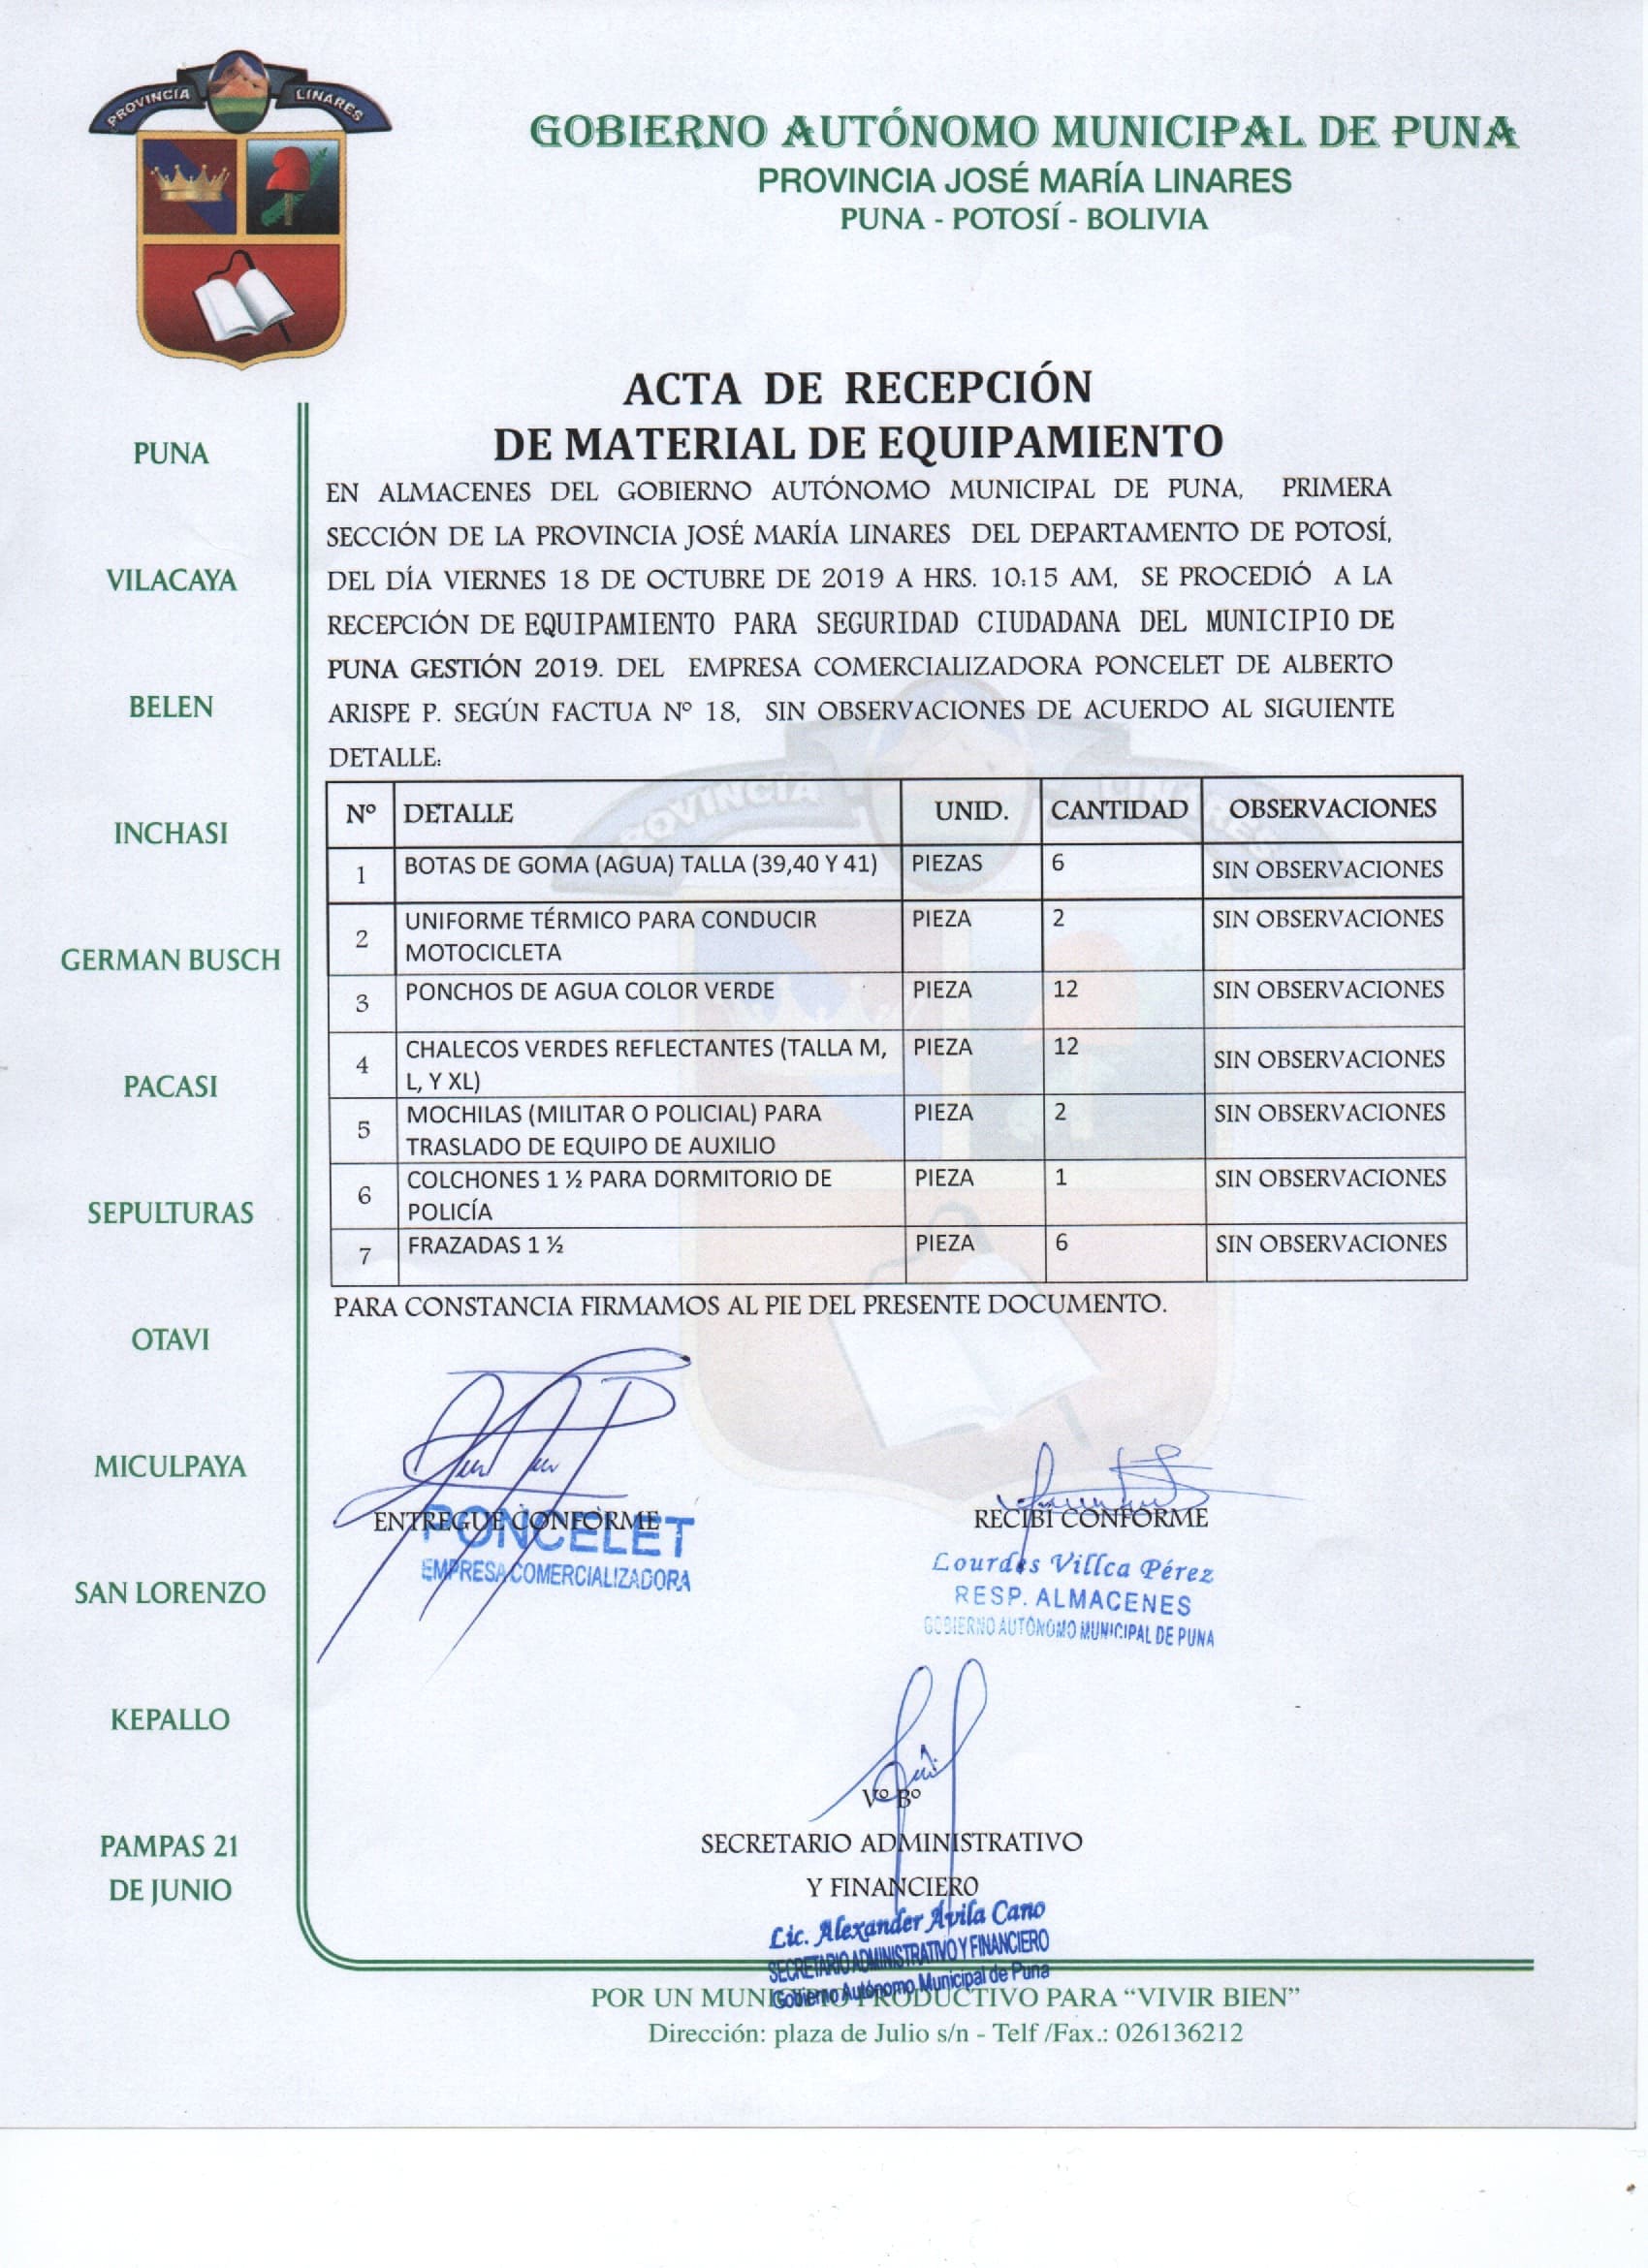 PROVINCIA LINARES
GOBIERNO AUTÓNOMO MUNICIPAL DE PUNA
PROVINCIA JOSÉ MARÍA LINARES
PUNA - POTOSÍ - BOLIVIA
ACTA DE RECEPCIÓN
DE MATERIAL DE EQUIPAMIENTO
EN ALMACENES DEL GOBIERNO AUTÓNOMO MUNICIPAL DE PUNA, PRIMERA
SECCIÓN DE LA PROVINCIA JOSÉ MARÍA LINARES DEL DEPARTAMENTO DE POTOSÍ,
DEL DÍA VIERNES 18 DE OCTUBRE DE 2019 A HRS. 10:15 AM, SE PROCEDIÓ A LA
RECEPCIÓN DE EQUIPAMIENTO PARA SEGURIDAD CIUDADANA DEL MUNICIPIO DE
PUNA GESTIÓN 2019. DEL EMPRESA COMERCIALIZADORA PONCELET DE ALBERTO
ARISPE P. SEGÚN FACTUA Nº 18, SIN OBSERVACIONES DE ACUERDO AL SIGUIENTE
DETALLE:
Nº DETALLE UNID. CANTIDAD OBSERVACIONES
1 BOTAS DE GOMA (AGUA) TALLA (39,40 Y 41) PIEZAS 6 SIN OBSERVACIONES
2 UNIFORME TÉRMICO PARA CONDUCIR PIEZA 2 SIN OBSERVACIONES
MOTOCICLETA
3 PONCHOS DE AGUA COLOR VERDE PIEZA 12 SIN OBSERVACIONES
4 CHALECOS VERDES REFLECTANTES (TALLA M, PIEZA 12 SIN OBSERVACIONES
L, Y XL)
5 MOCHILAS (MILITAR O POLICIAL) PARA PIEZA 2 SIN OBSERVACIONES
TRASLADO DE EQUIPO DE AUXILIO
6 COLCHONES 1 ½ PARA DORMITORIO DE PIEZA 1 SIN OBSERVACIONES
POLICÍA
7 FRAZADAS 1 ½ PIEZA 6 SIN OBSERVACIONES
PARA CONSTANCIA FIRMAMOS AL PIE DEL PRESENTE DOCUMENTO.
ENTREGUE CONFORME
PONCELET
EMPRESA COMERCIALIZADORA
RECIBÍ CONFORME
Lourdes Villca Pérez
RESP. ALMACENES
GOBIERNO AUTÓNOMO MUNICIPAL DE PUNA
Vº Bº
SECRETARIO ADMINISTRATIVO
Y FINANCIERO
Lic. Alexander Ávila Cano
SECRETARIO ADMINISTRATIVO Y FINANCIERO
Gobierno Autónomo Municipal de Puna
PUNA
VILACAYA
BELEN
INCHASI
GERMAN BUSCH
PACASI
SEPULTURAS
OTAVI
MICULPAYA
SAN LORENZO
KEPALLO
PAMPAS 21
DE JUNIO
POR UN MUNICIPIO PRODUCTIVO PARA “VIVIR BIEN”
Dirección: plaza de Julio s/n - Telf /Fax.: 026136212